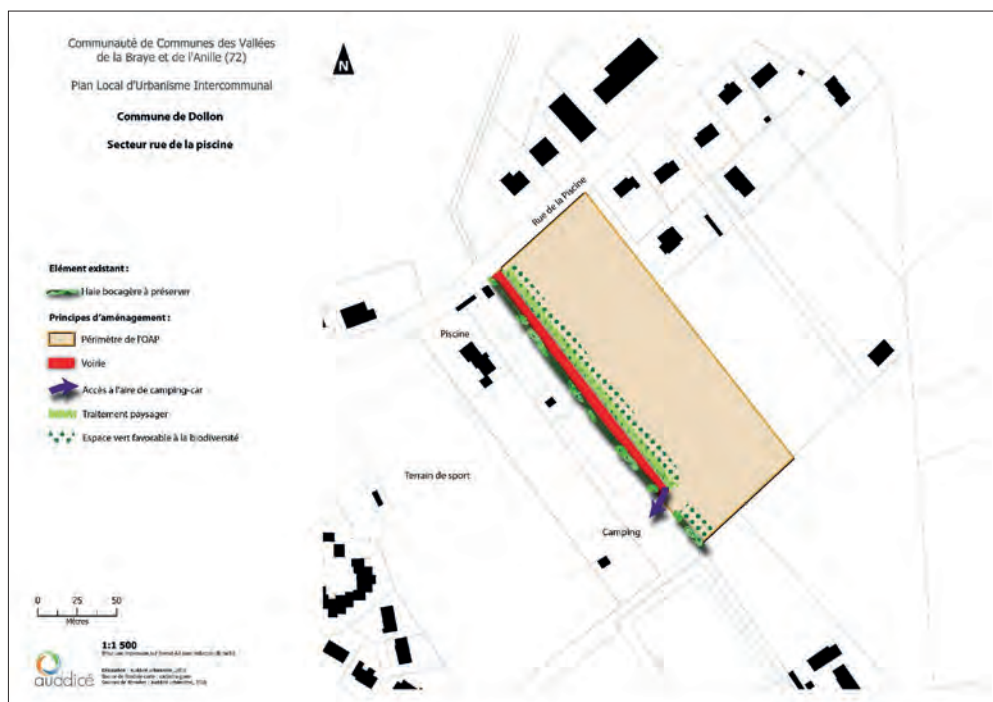 Communauté de Communes des Vallées
de la Braye et de l'Anille (72)
Plan Local d'Urbanisme Intercommunal
Commune de Dollon
Secteur rue de la piscine
N
Rue de la Piscine
Elément existant :
Haie bocagère à préserver
Principes d'aménagement :
Périmètre de l'OAP
Voirie
Accès à l'aire de camping-car
Traitement paysager
Espace vert favorable à la biodiversité
Piscine
Terrain de sport
Camping
0 25 50
Mètres
1:1 500
auddicé